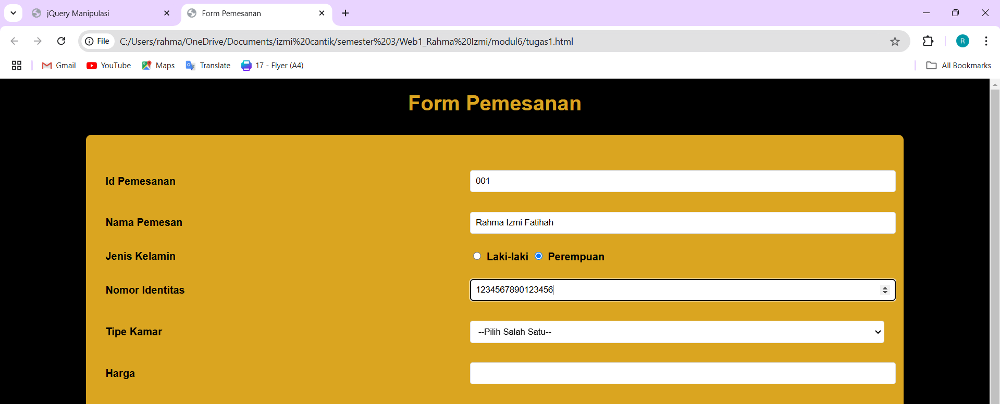 jQuery Manipulasi
Form Pemesanan
File
C:/Users/rahma/OneDrive/Documents/izmi%20cantik/semester%203/Web1_Rahma%20Izmi/modul6/tugas1.html
R
Gmail
YouTube
Maps
Translate
17 - Flyer (A4)
All Bookmarks
Form Pemesanan
Id Pemesanan
001
Nama Pemesan
Rahma Izmi Fatihah
Jenis Kelamin
Laki-laki
Perempuan
Nomor Identitas
1234567890123456
Tipe Kamar
--Pilih Salah Satu--
Harga